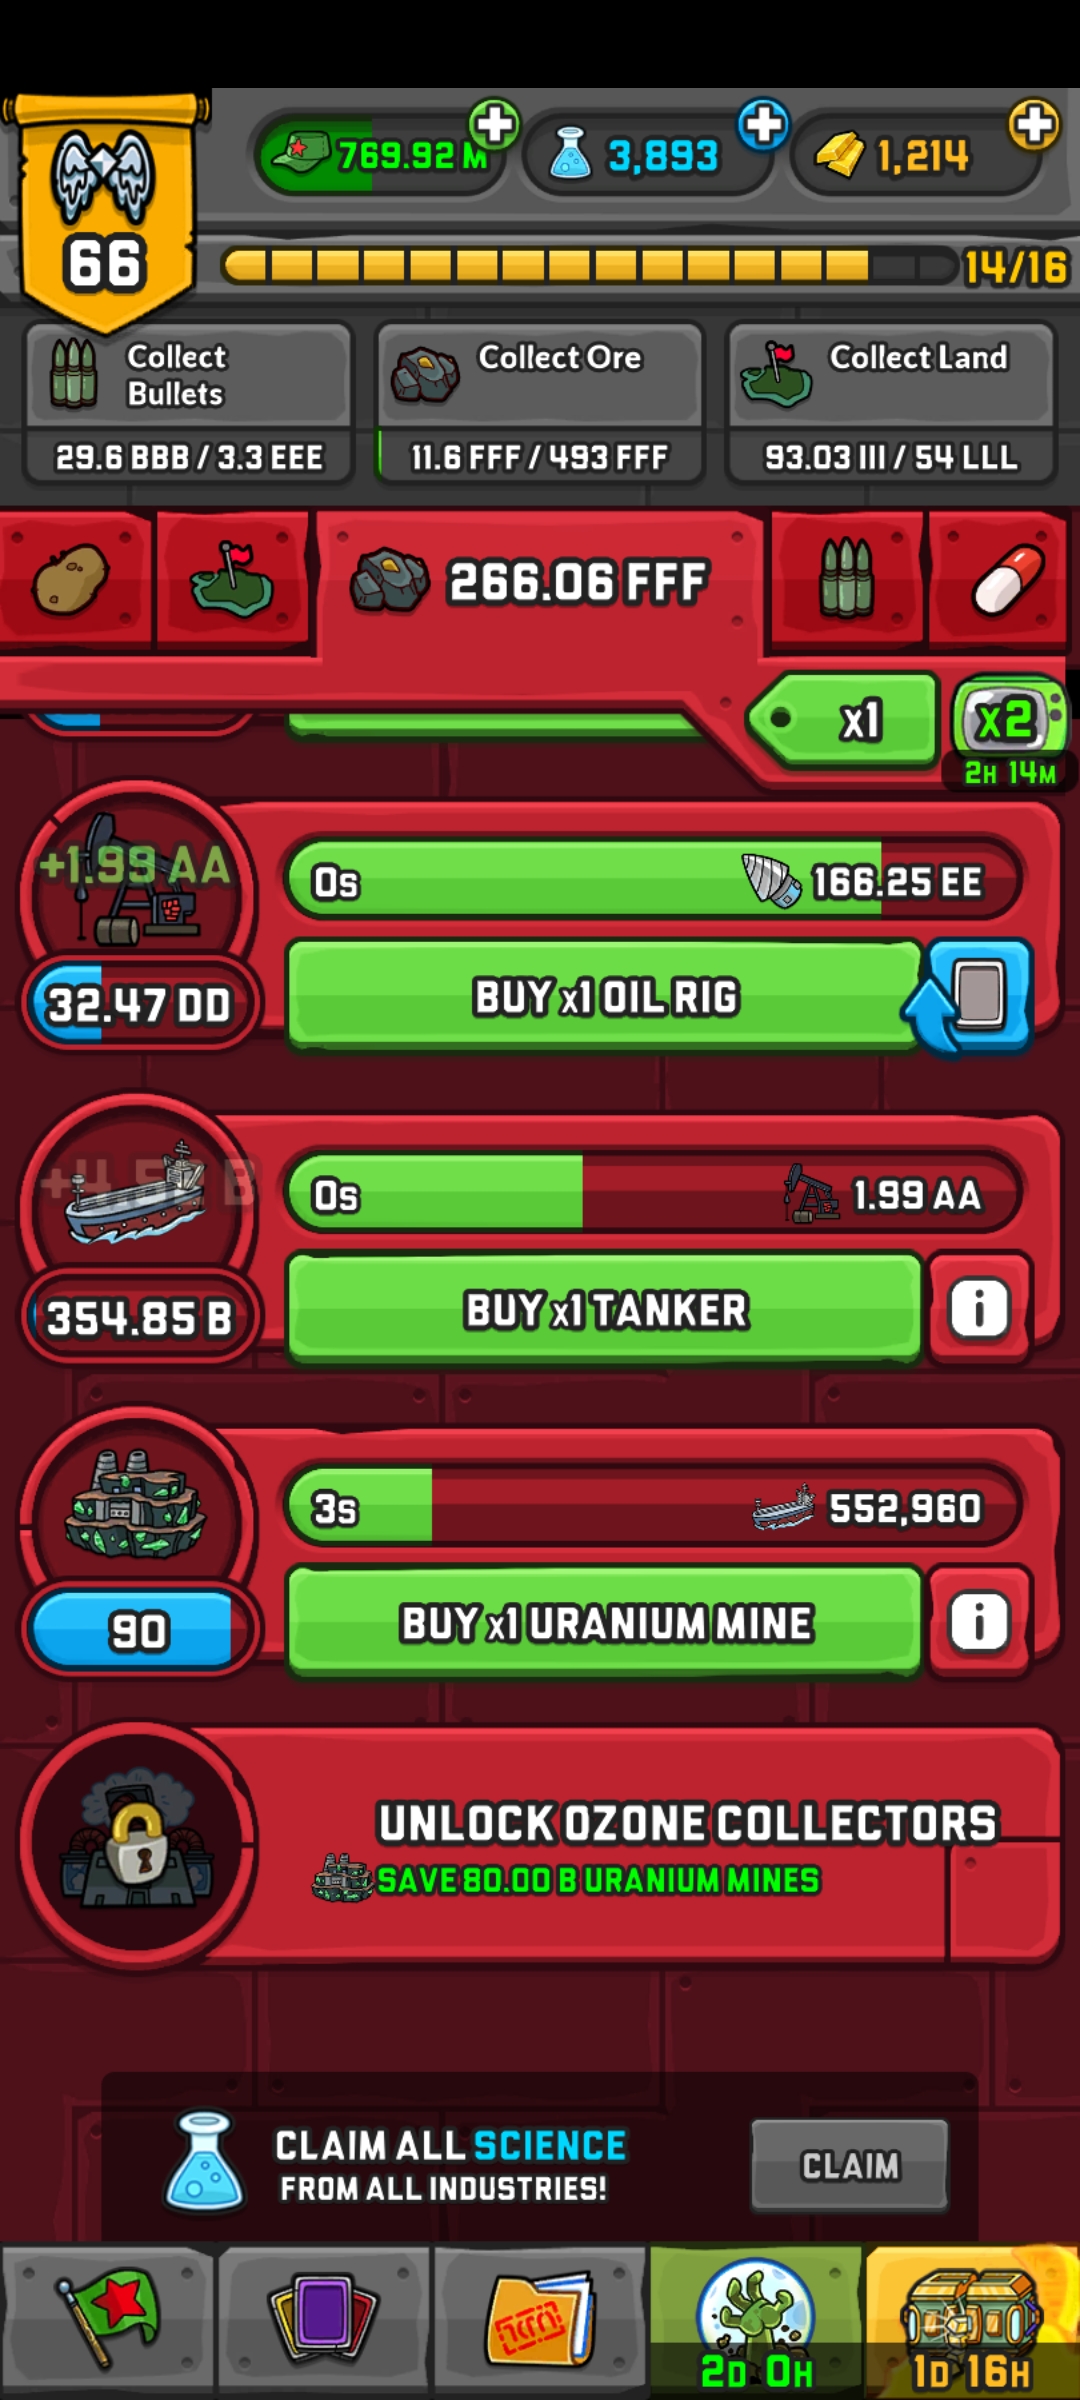 769.92 M
3,893
1,214
66
14/16
Collect
Bullets
Collect Ore
Collect Land
29.6 BBB / 3.3 EEE
11.6 FFF / 493 FFF
93.03 III / 54 LLL
266.06 FFF
x1
x2
2H 14M
+1.99 AA
0s
166.25 EE
32.47 DD
BUY x1 OIL RIG
+4.52 B
0s
1.99 AA
354.85 B
BUY x1 TANKER
3s
552,960
90
BUY x1 URANIUM MINE
UNLOCK OZONE COLLECTORS
SAVE 80.00 B URANIUM MINES
CLAIM ALL SCIENCE
FROM ALL INDUSTRIES!
CLAIM
2D 0H
1D 16H